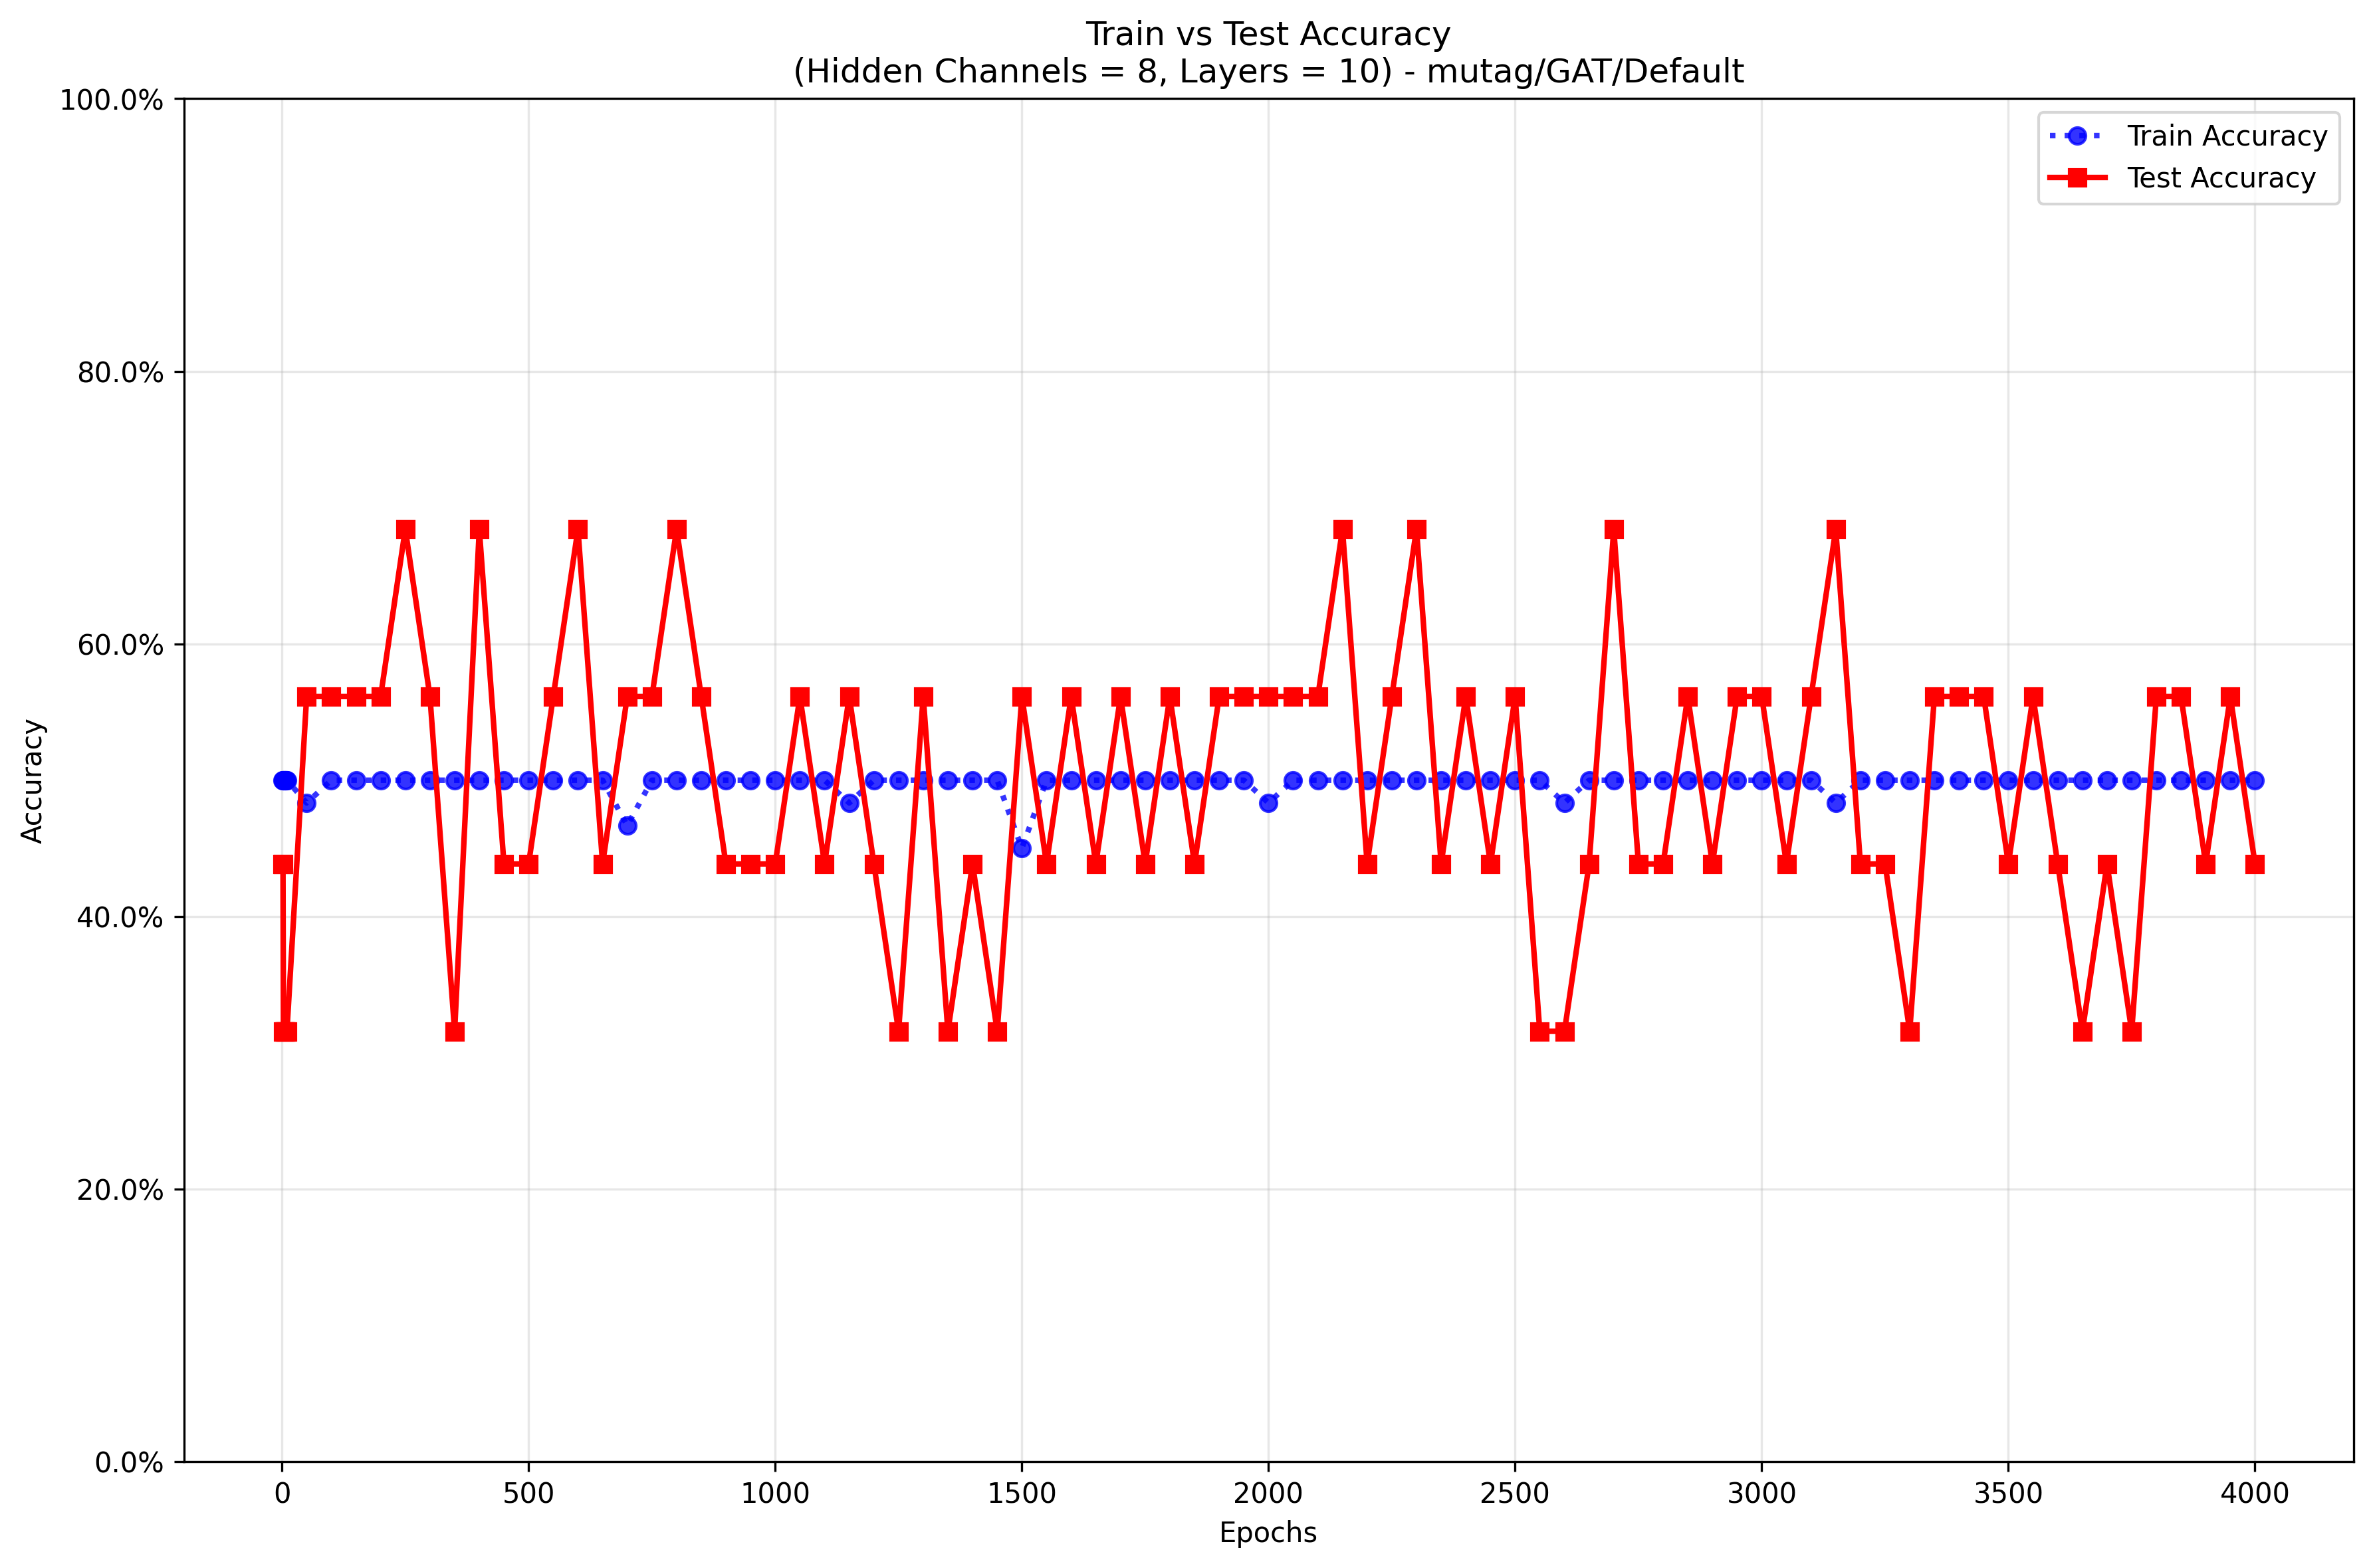 Train vs Test Accuracy
(Hidden Channels = 8, Layers = 10) - mutag/GAT/Default
100.0%
80.0%
60.0%
40.0%
20.0%
0.0%
Accuracy
Train Accuracy
Test Accuracy
0
500
1000
1500
2000
2500
3000
3500
4000
Epochs